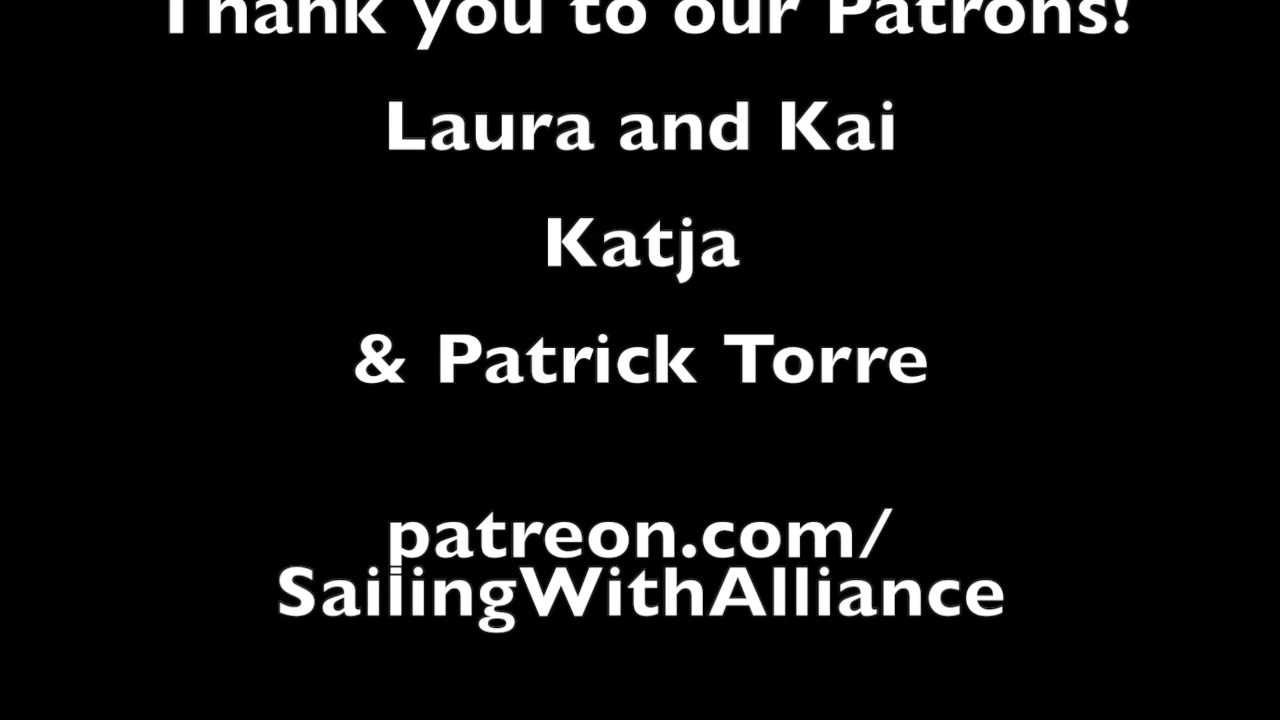 Thank you to our Patrons!
Laura and Kai
Katja
& Patrick Torre
patreon.com/
SailingWithAlliance